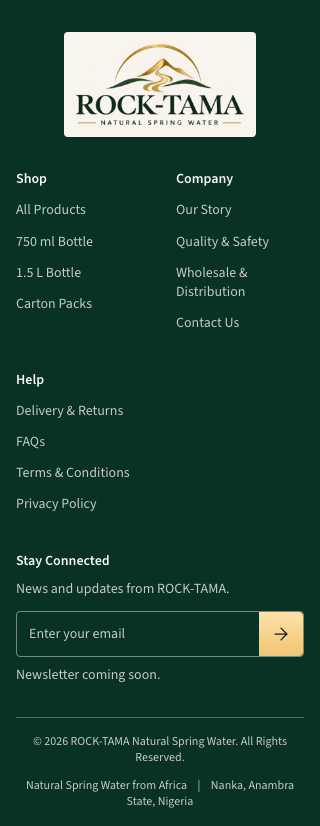 ROCK-TAMA
NATURAL SPRING WATER
Shop
All Products
750 ml Bottle
1.5 L Bottle
Carton Packs
Company
Our Story
Quality & Safety
Wholesale &
Distribution
Contact Us
Help
Delivery & Returns
FAQs
Terms & Conditions
Privacy Policy
Stay Connected
News and updates from ROCK-TAMA.
Enter your email
Newsletter coming soon.
© 2026 ROCK-TAMA Natural Spring Water. All Rights
Reserved.
Natural Spring Water from Africa | Nanka, Anambra
State, Nigeria